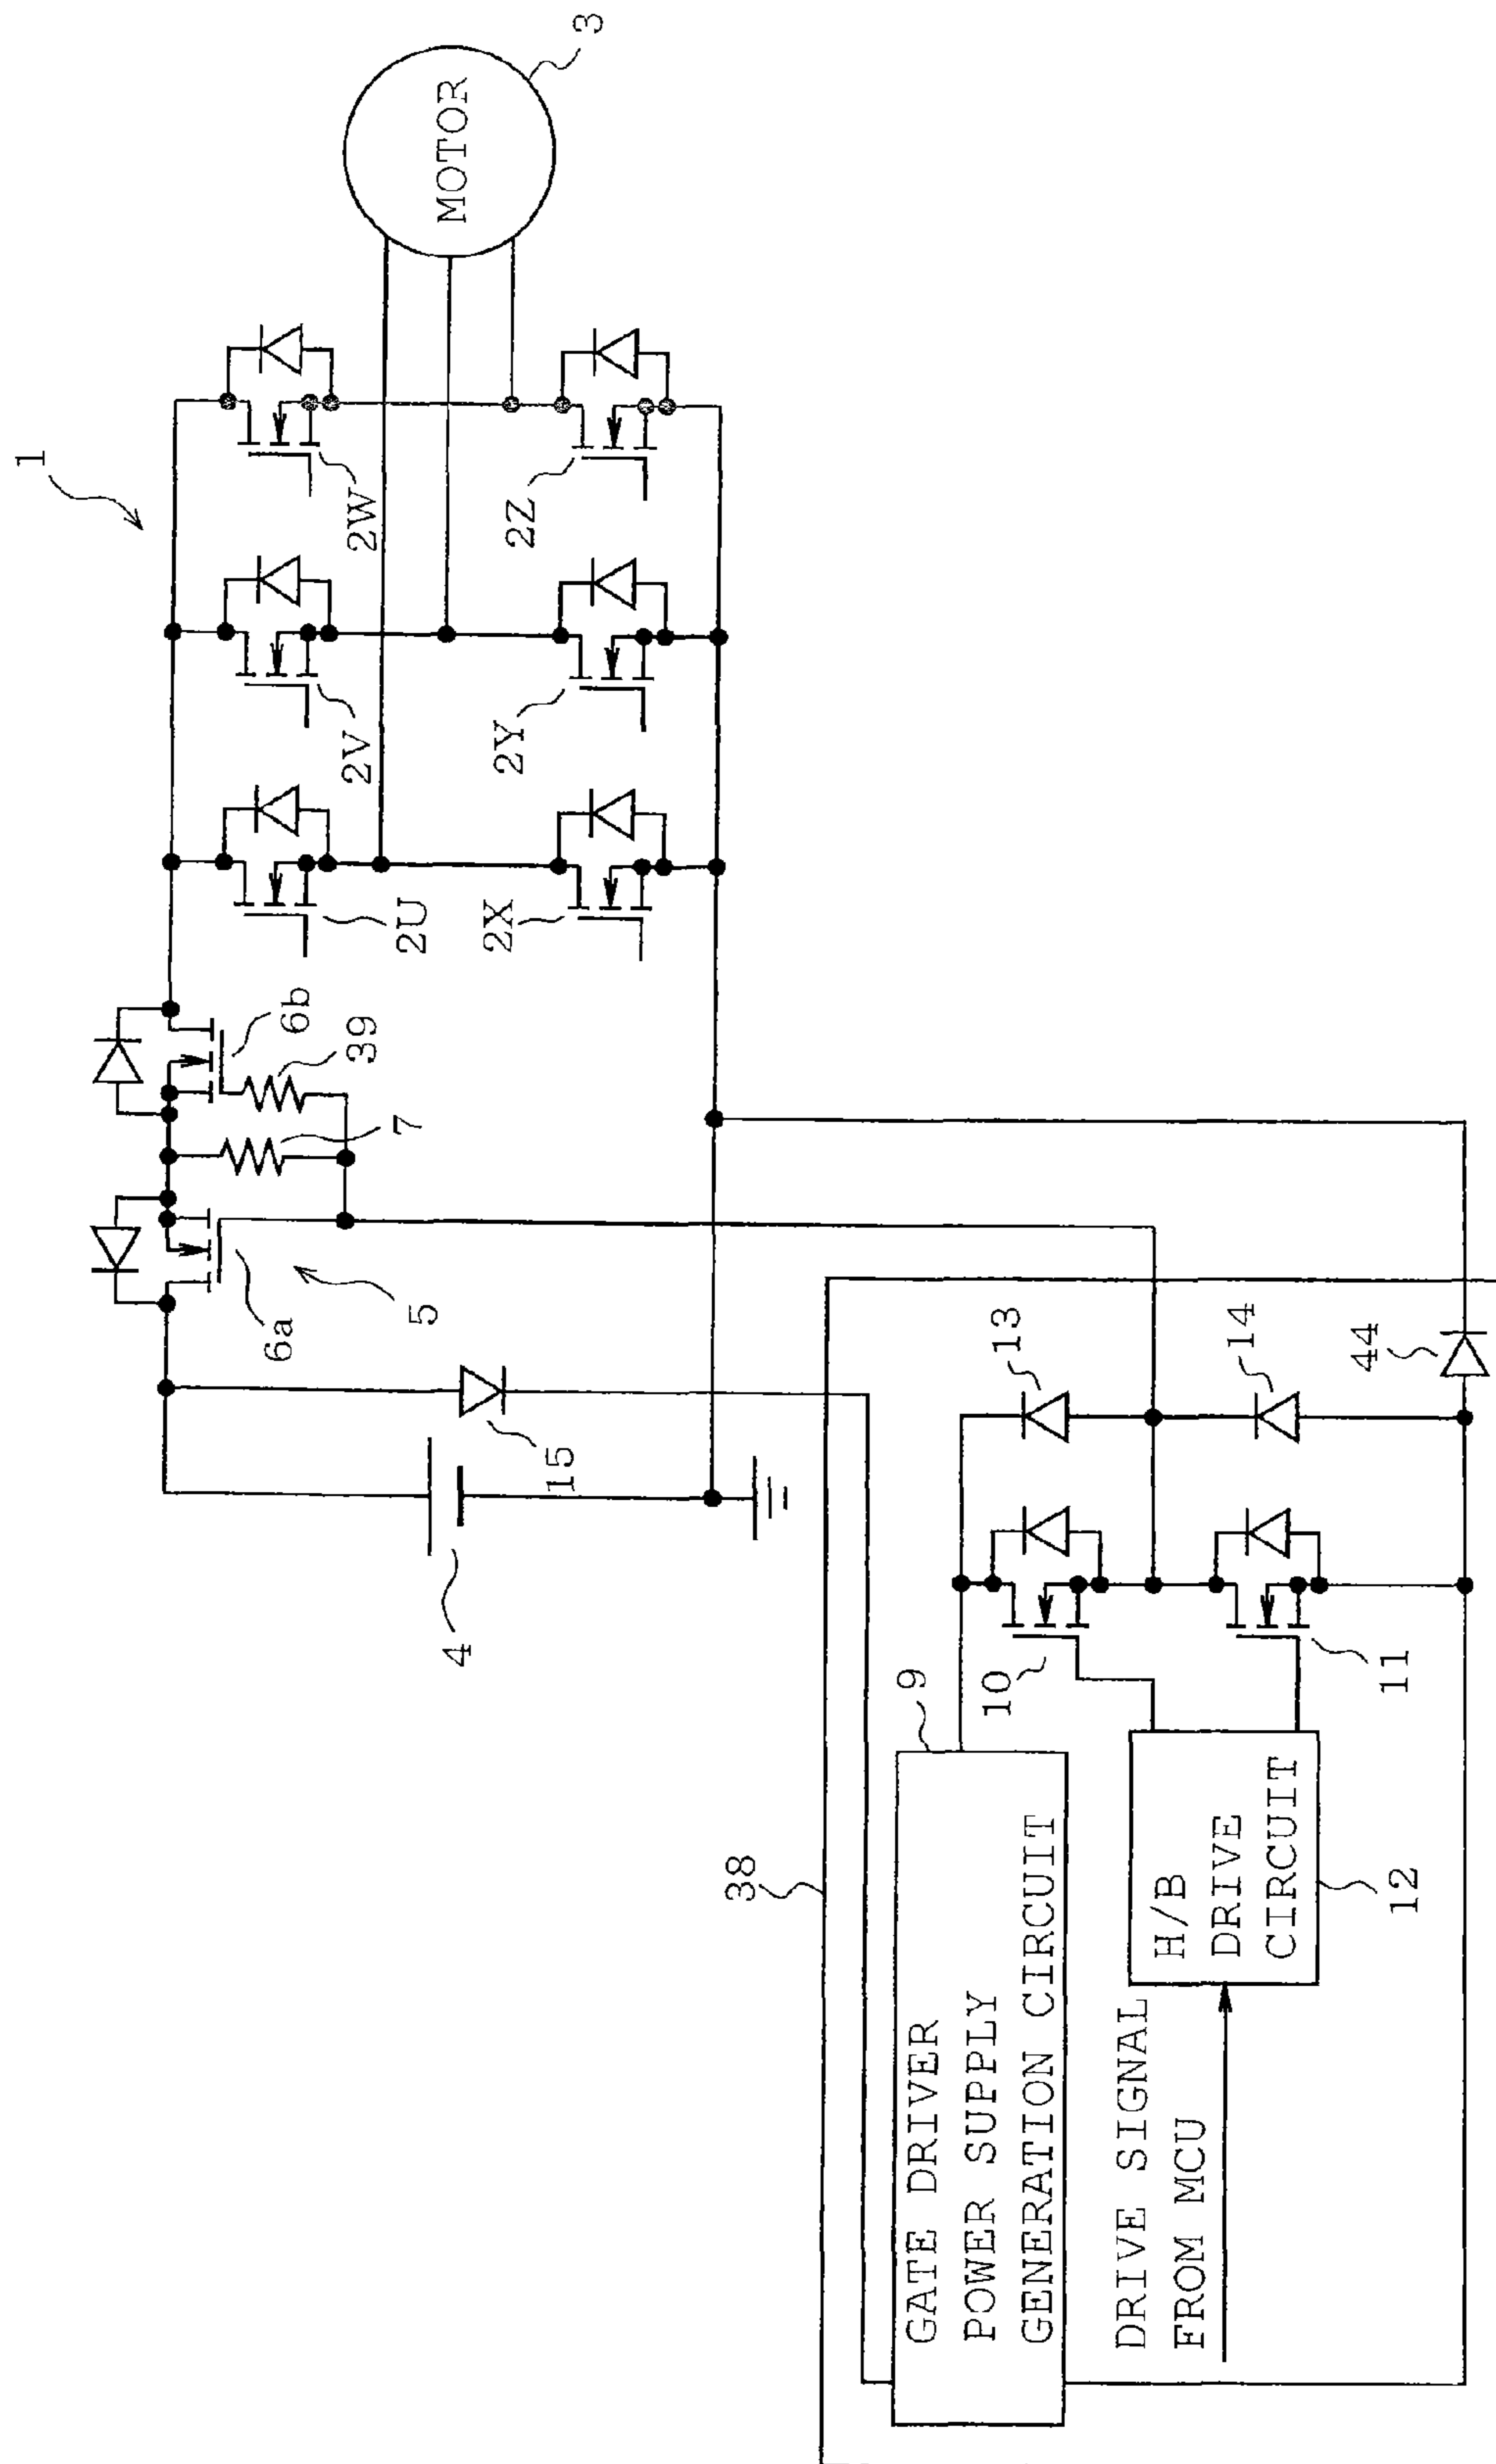 1
MOTOR
3
2W
2Z
2V
2Y
2U
2X
6b
39
7
6a
5
15
4
13
14
44
10
11
9
38
GATE DRIVER
POWER SUPPLY
GENERATION CIRCUIT
H/B
DRIVE
CIRCUIT
12
DRIVE SIGNAL
FROM MCU